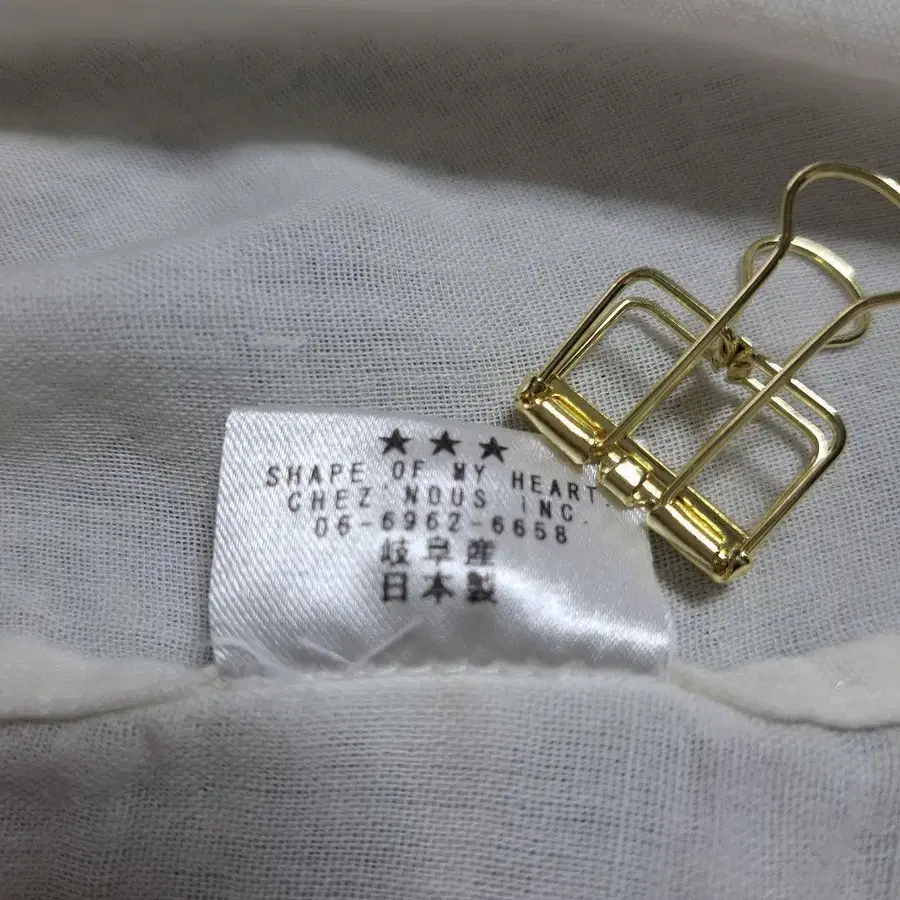 ★★★
SHAPE OF MY HEART
CHEZ NOUS INC.
06-6962-6658
岐阜産
日本製